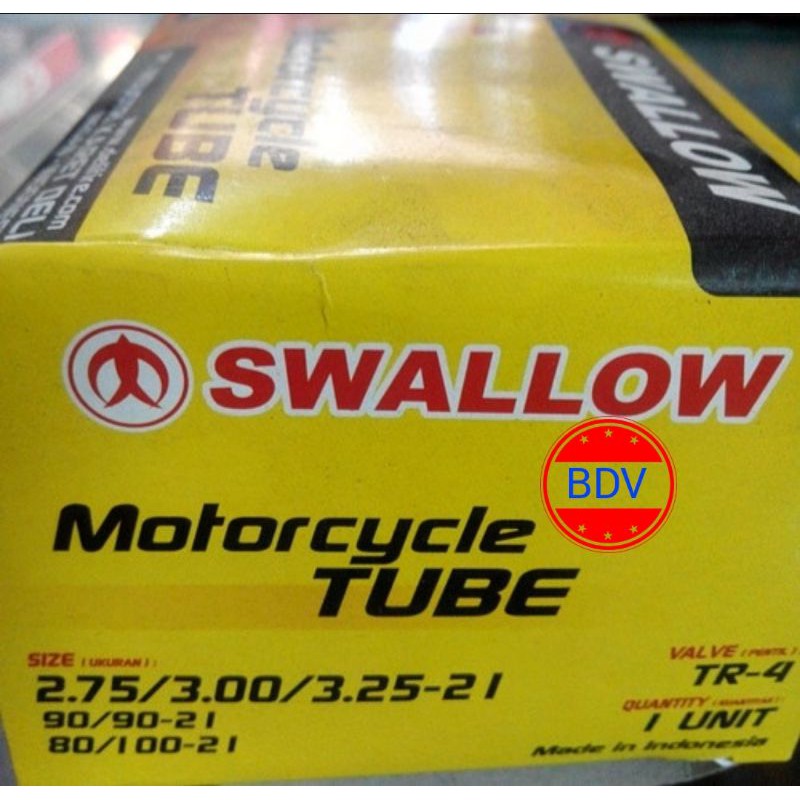 Motorcycle
TUBE
SWALLOW
SWALLOW
BDV
Motorcycle
TUBE
SIZE (UKURAN) :
2.75/3.00/3.25-21
90/90-21
80/100-21
VALVE (PENTIL)
TR-4
QUANTITY
1 UNIT
Made in Indonesia